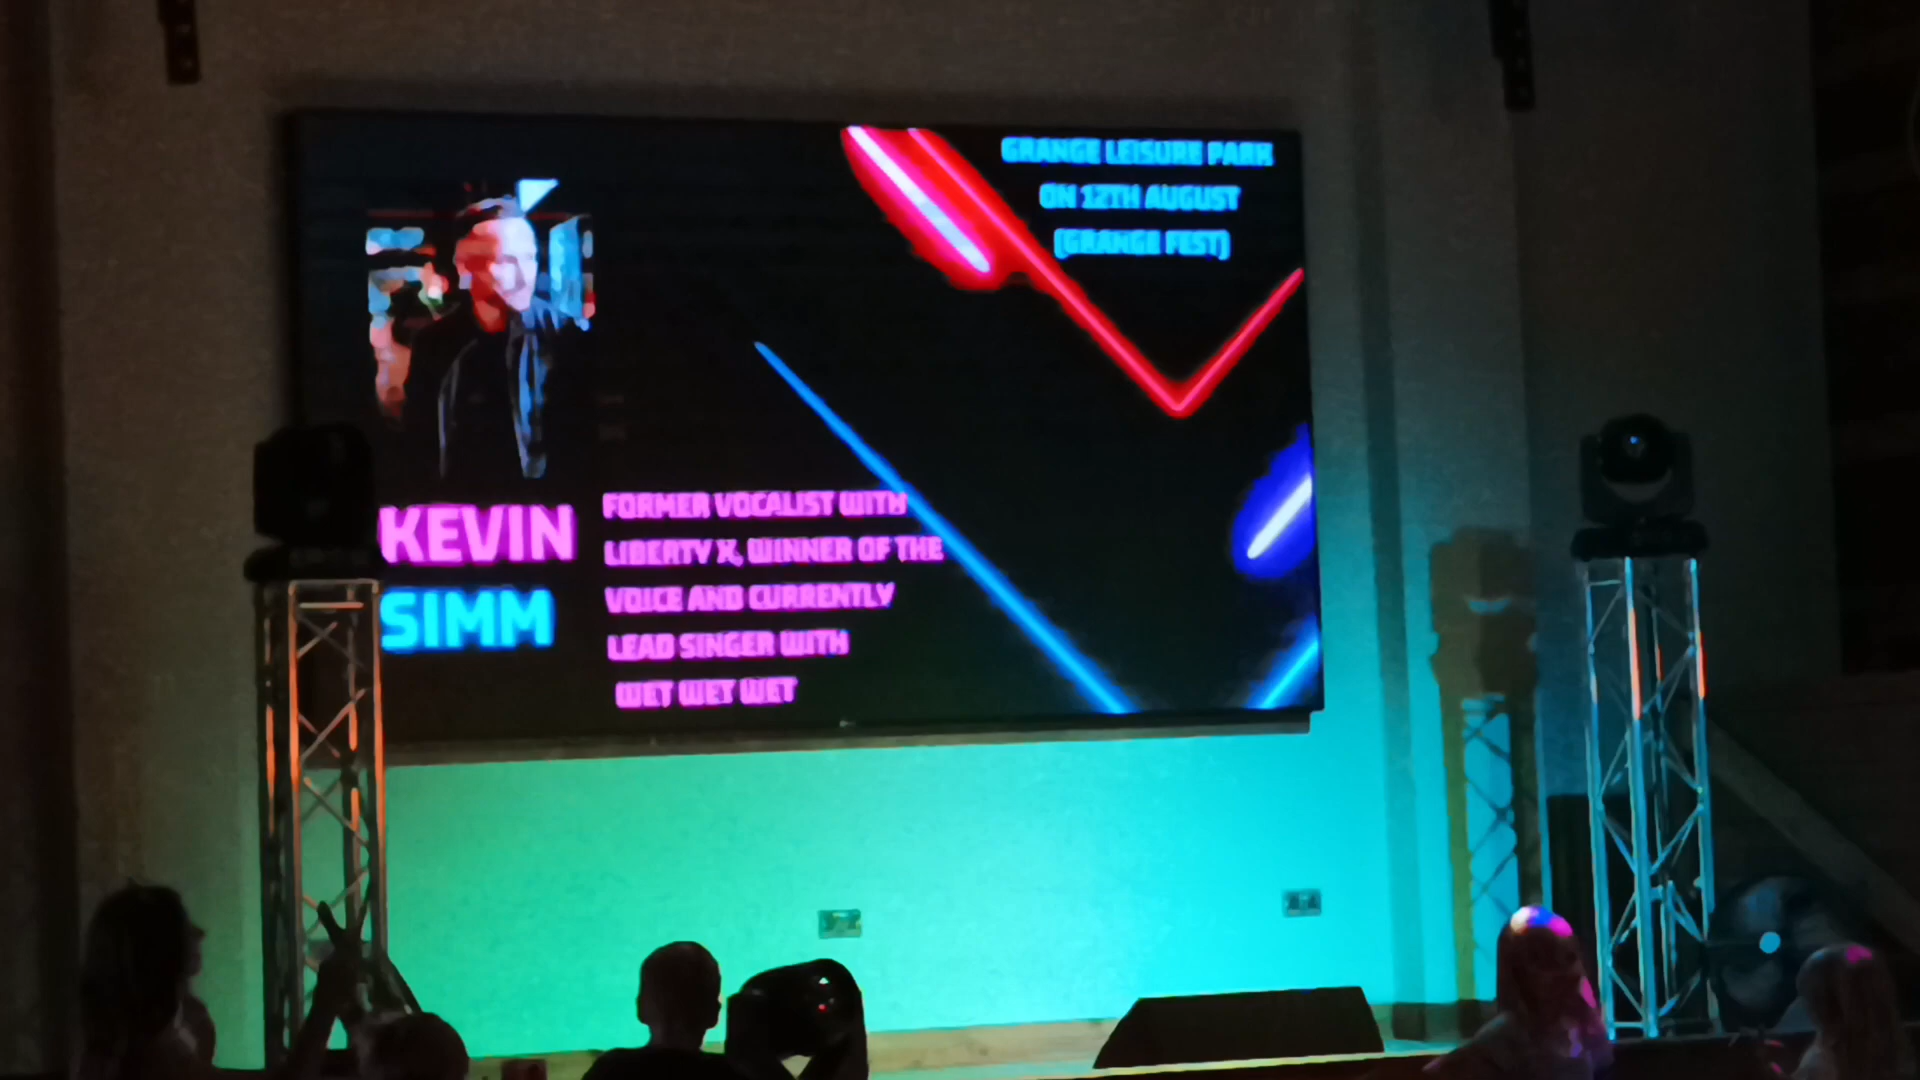 GRANGE LEISURE PARK
ON 12TH AUGUST
(GRANGE FEST)
KEVIN
SIMM
FORMER VOCALIST WITH
LIBERTY X, WINNER OF THE
VOICE AND CURRENTLY
LEAD SINGER WITH
WET WET WET